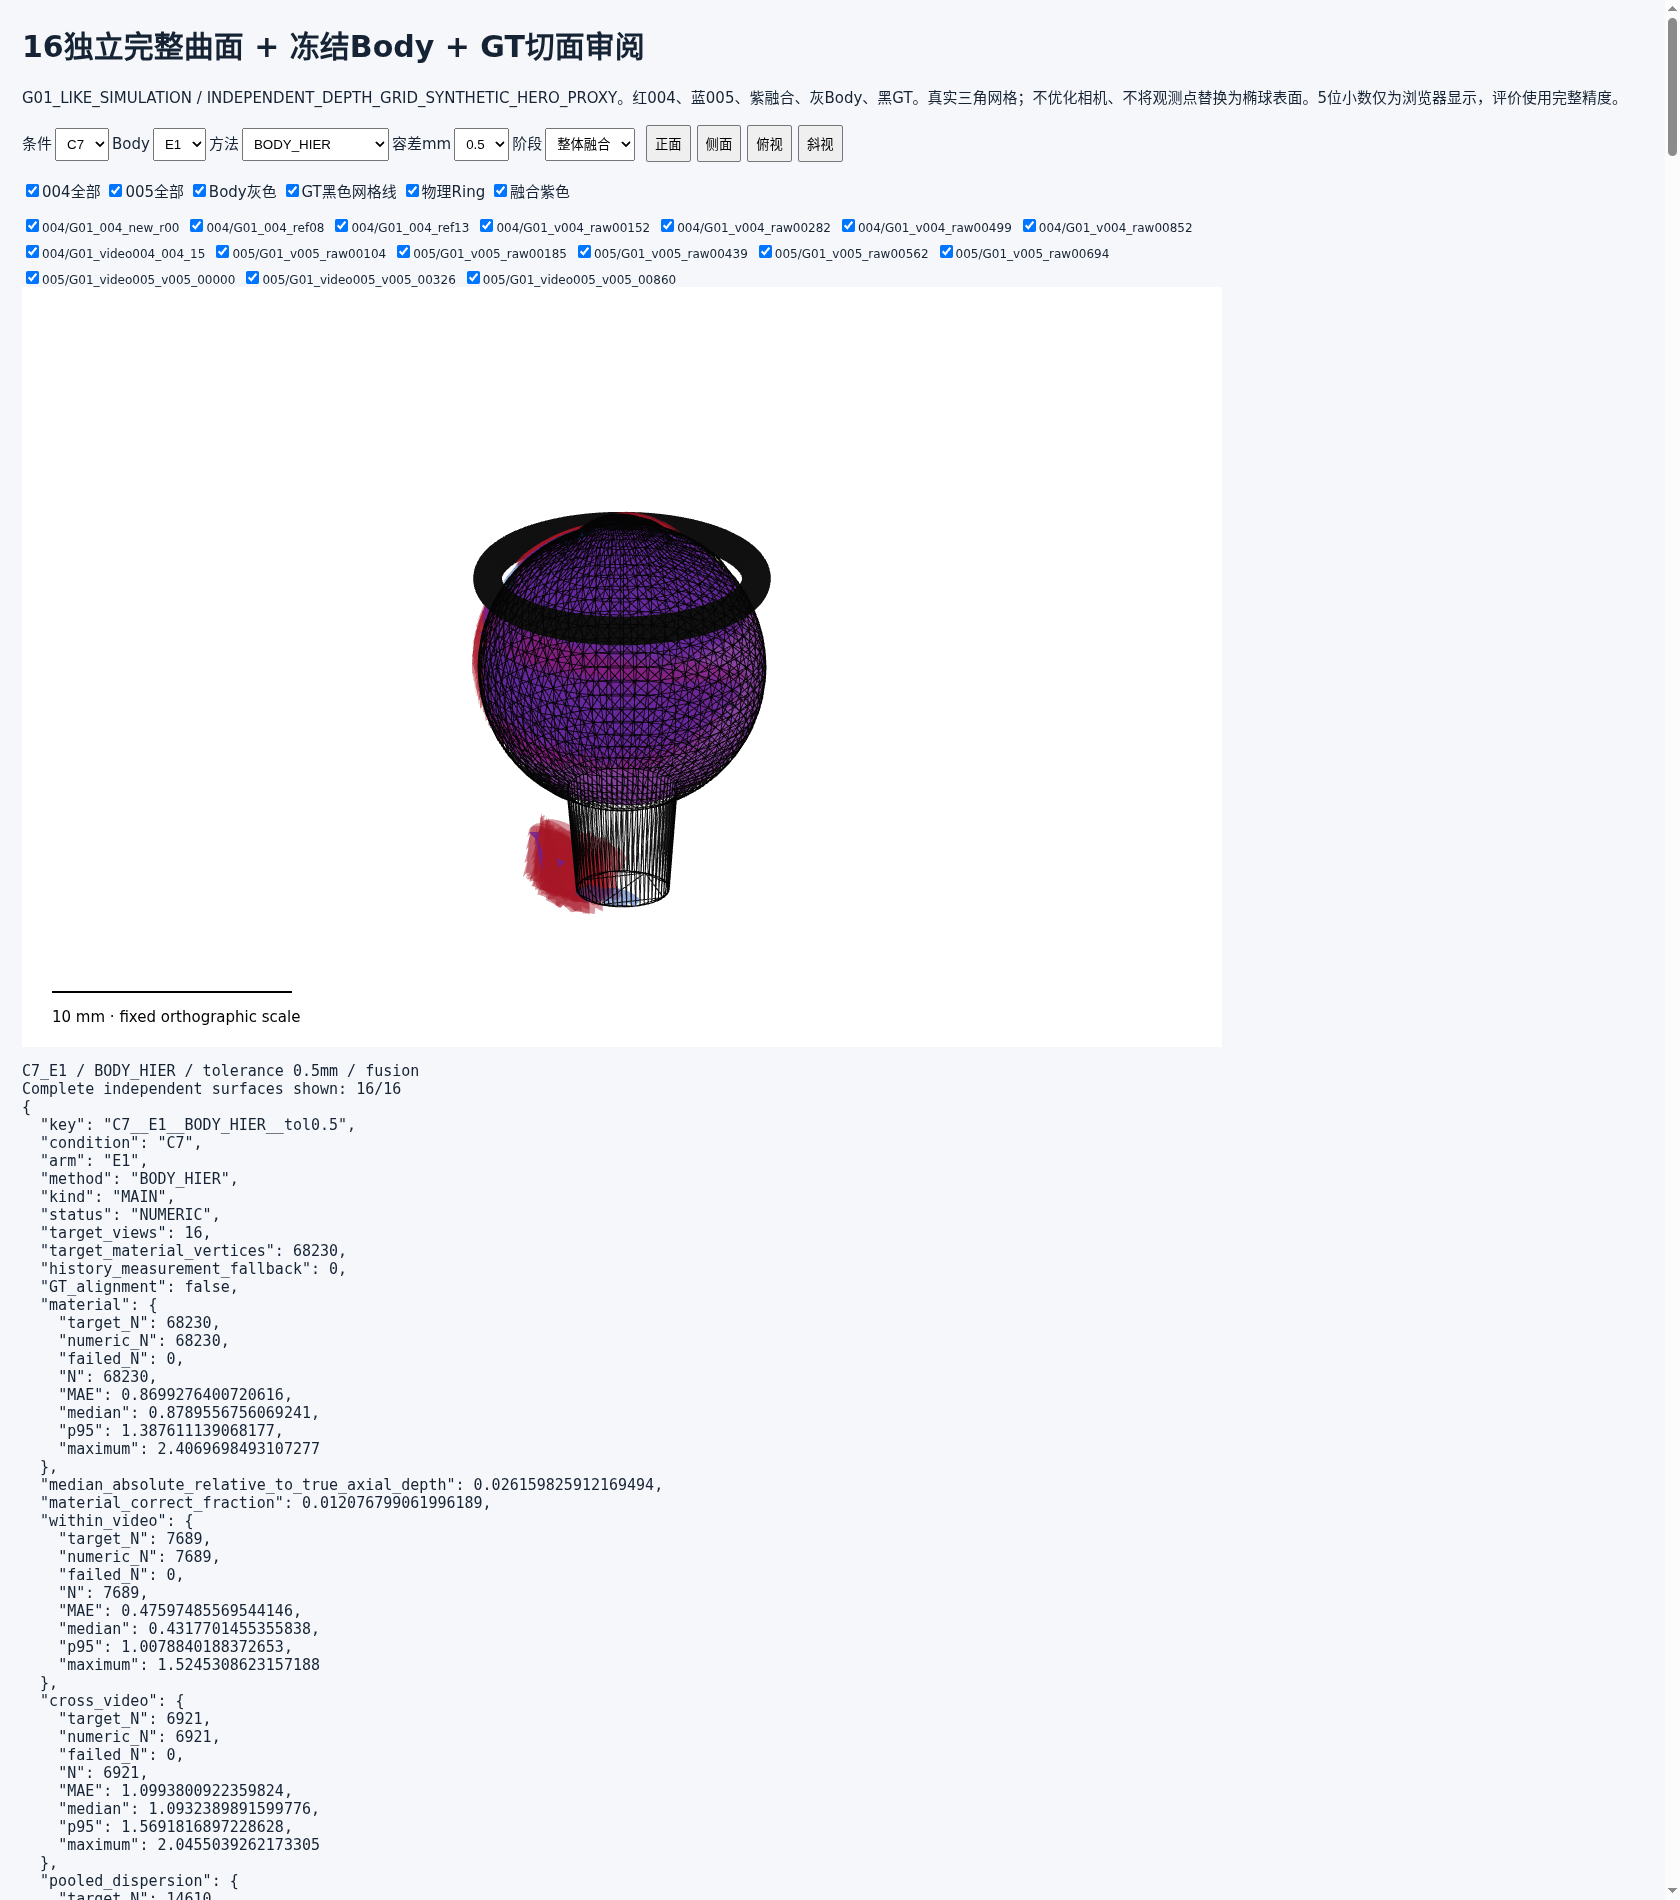 16独立完整曲面 + 冻结Body + GT切面审阅
G01_LIKE_SIMULATION / INDEPENDENT_DEPTH_GRID_SYNTHETIC_HERO_PROXY。红004、蓝005、紫融合、灰Body、黑GT。真实三角网格；不优化相机、不将观测点替换为椭球表面。5位小数仅为浏览器显示，评价使用完整精度。
条件 C7 Body E1 方法 BODY_HIER 容差mm 0.5 阶段 整体融合 正面 侧面 俯视 斜视
004全部 005全部 Body灰色 GT黑色网格线 物理Ring 融合紫色
004/G01_004_new_r00 004/G01_004_ref08 004/G01_004_ref13 004/G01_v004_raw00152 004/G01_v004_raw00282 004/G01_v004_raw00499 004/G01_v004_raw00852
004/G01_video004_004_15 005/G01_v005_raw00104 005/G01_v005_raw00185 005/G01_v005_raw00439 005/G01_v005_raw00562 005/G01_v005_raw00694
005/G01_video005_v005_00000 005/G01_video005_v005_00326 005/G01_video005_v005_00860
10 mm · fixed orthographic scale
C7_E1 / BODY_HIER / tolerance 0.5mm / fusion
Complete independent surfaces shown: 16/16
{
  "key": "C7__E1__BODY_HIER__tol0.5",
  "condition": "C7",
  "arm": "E1",
  "method": "BODY_HIER",
  "kind": "MAIN",
  "status": "NUMERIC",
  "target_views": 16,
  "target_material_vertices": 68230,
  "history_measurement_fallback": 0,
  "GT_alignment": false,
  "material": {
    "target_N": 68230,
    "numeric_N": 68230,
    "failed_N": 0,
    "N": 68230,
    "MAE": 0.8699276400720616,
    "median": 0.8789556756069241,
    "p95": 1.387611139068177,
    "maximum": 2.4069698493107277
  },
  "median_absolute_relative_to_true_axial_depth": 0.026159825912169494,
  "material_correct_fraction": 0.012076799061996189,
  "within_video": {
    "target_N": 7689,
    "numeric_N": 7689,
    "failed_N": 0,
    "N": 7689,
    "MAE": 0.47597485569544146,
    "median": 0.4317701455355838,
    "p95": 1.0078840188372653,
    "maximum": 1.5245308623157188
  },
  "cross_video": {
    "target_N": 6921,
    "numeric_N": 6921,
    "failed_N": 0,
    "N": 6921,
    "MAE": 1.0993800922359824,
    "median": 1.0932389891599776,
    "p95": 1.5691816897228628,
    "maximum": 2.0455039262173305
  },
  "pooled_dispersion": {
    "target_N": 14610,